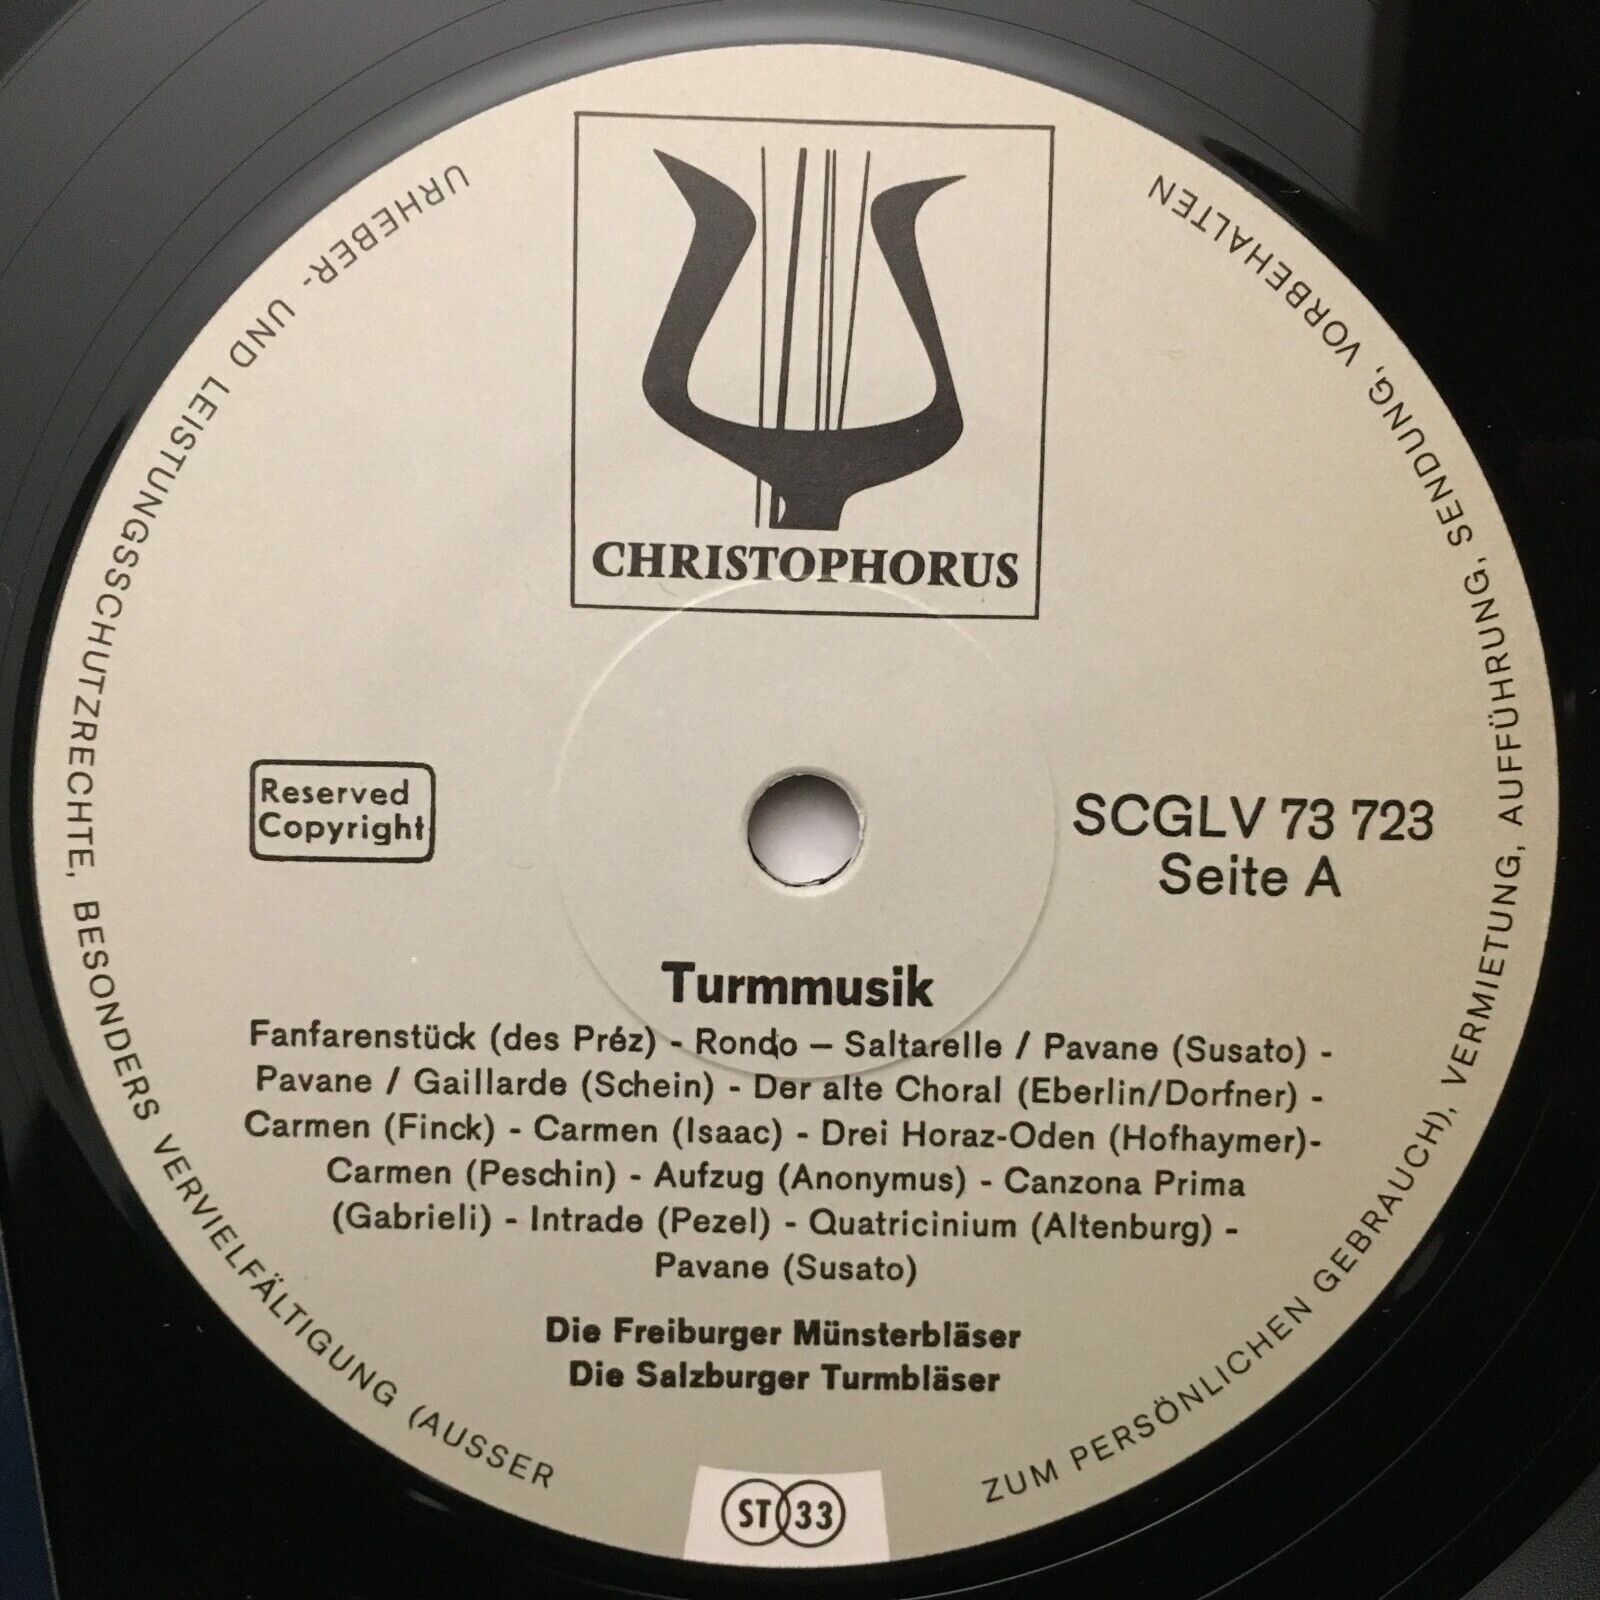 CHRISTOPHORUS
Reserved
Copyright
SCGLV 73 723
Seite A
Turmmusik
Fanfarenstück (des Préz) - Rondo – Saltarelle / Pavane (Susato) -
Pavane / Gaillarde (Schein) - Der alte Choral (Eberlin/Dorfner) -
Carmen (Finck) - Carmen (Isaac) - Drei Horaz-Oden (Hofhaymer)-
Carmen (Peschin) - Aufzug (Anonymus) - Canzona Prima
(Gabrieli) - Intrade (Pezel) - Quatricinium (Altenburg) -
Pavane (Susato)
Die Freiburger Münsterbläser
Die Salzburger Turmbläser
ST 33
URHEBER- UND LEISTUNGSSCHUTZRECHTE, BESONDERS VERVIELFÄLTIGUNG (AUSSER
ZUM PERSÖNLICHEN GEBRAUCH), VERMIETUNG, AUFFÜHRUNG, SENDUNG, VORBEHALTEN